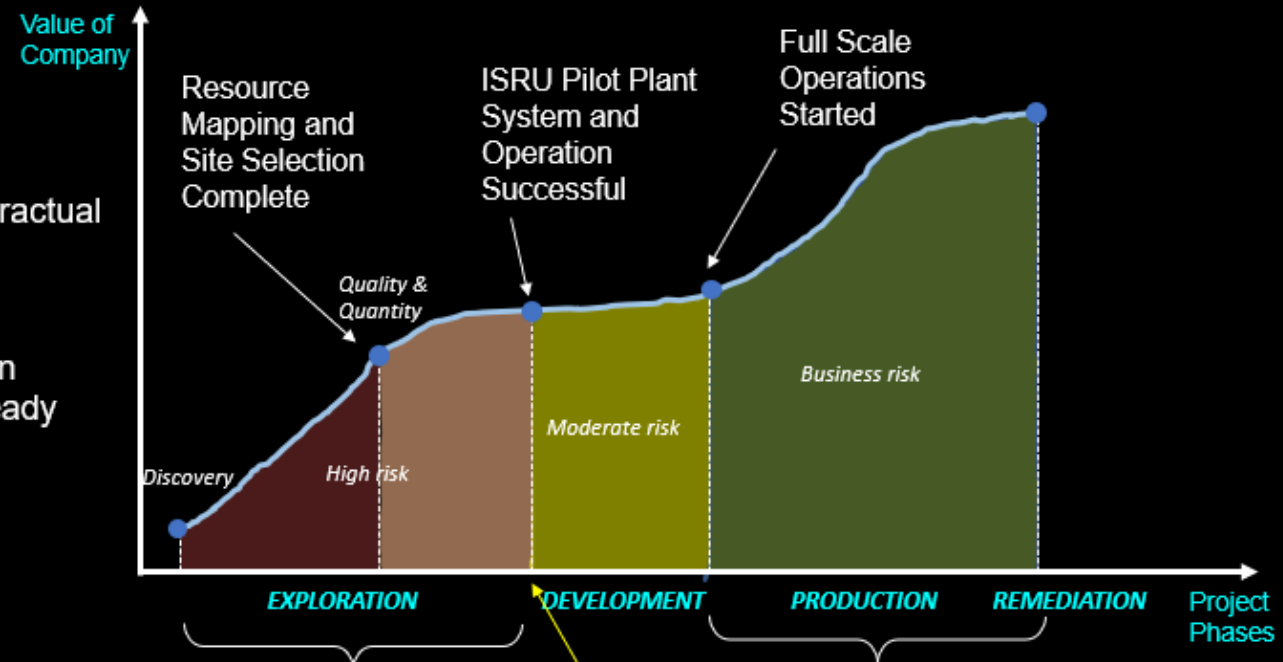 Value of
Company
Resource
Mapping and
Site Selection
Complete
ISRU Pilot Plant
System and
Operation
Successful
Full Scale
Operations
Started
ractual
Quality &
Quantity
n
eady
Business risk
Moderate risk
Discovery
High risk
EXPLORATION
DEVELOPMENT
PRODUCTION
REMEDIATION
Project
Phases